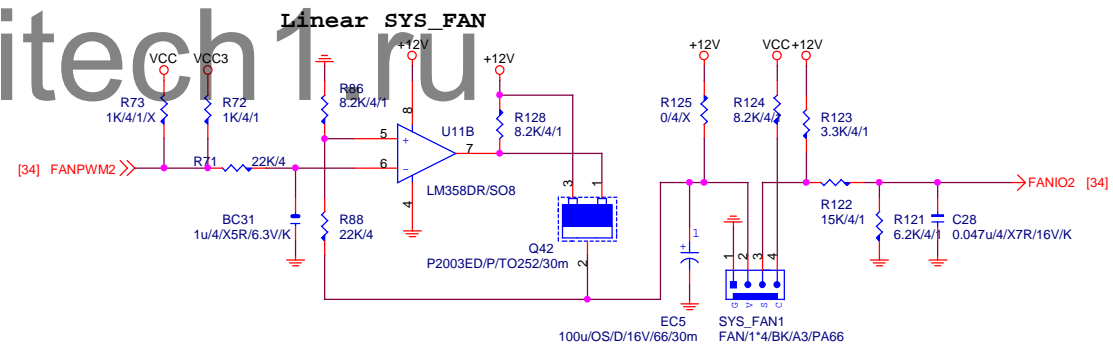 Linear SYS_FAN
itech1.ru
+12V
+12V
+12V
VCC
+12V
VCC
VCC3
R73
1K/4/1/X
R72
1K/4/1
R86
8.2K/4/1
R128
8.2K/4/1
R125
0/4/X
R124
8.2K/4/1
R123
3.3K/4/1
8
5
+
6
-
4
U11B
7
LM358DR/SO8
[34] FANPWM2
R71 22K/4
BC31
1u/4/X5R/6.3V/K
R88
22K/4
3
1
Q42
P2003ED/P/TO252/30m
2
FANIO2 [34]
R122
15K/4/1
R121
6.2K/4/1
C28
0.047u/4/X7R/16V/K
+
1
EC5
100u/OS/D/16V/66/30m
1
2
3
4
G
V
S
C
SYS_FAN1
FAN/1*4/BK/A3/PA66